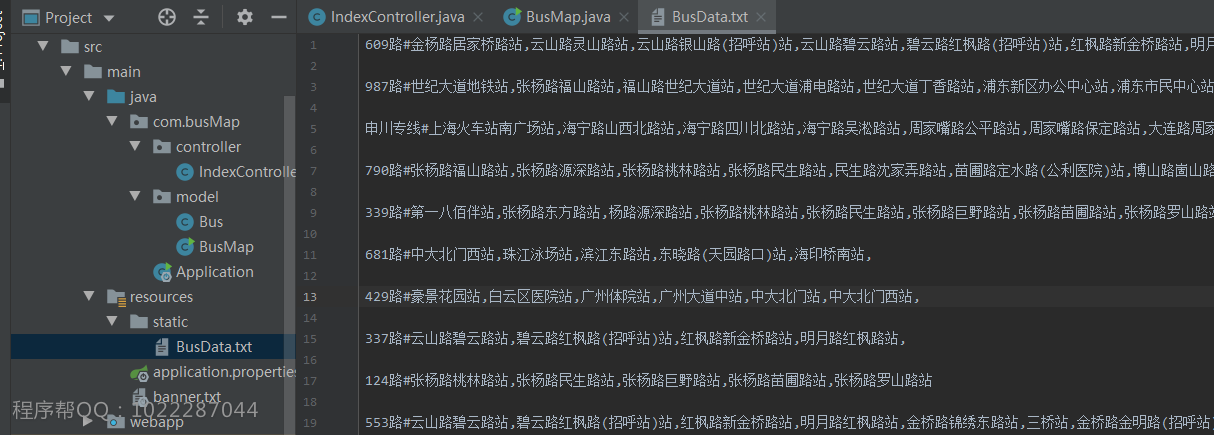 Project
IndexController.java
BusMap.java
BusData.txt
src
main
java
com.busMap
controller
IndexControlle
model
Bus
BusMap
Application
resources
static
BusData.txt
application.propertie
banner.txt
webapp
程序帮QQ：1022287044
1 609路#金杨路居家桥路站,云山路灵山路站,云山路银山路(招呼站)站,云山路碧云路站,碧云路红枫路(招呼站)站,红枫路新金桥路站,明月
2
3 987路#世纪大道地铁站,张杨路福山路站,福山路世纪大道站,世纪大道浦电路站,世纪大道丁香路站,浦东新区办公中心站,浦东市民中心站
4
5 申川专线#上海火车站南广场站,海宁路山西北路站,海宁路四川北路站,海宁路吴淞路站,周家嘴路公平路站,周家嘴路保定路站,大连路周家
6
7 790路#张杨路福山路站,张杨路源深路站,张杨路桃林路站,张杨路民生路站,民生路沈家弄路站,苗圃路定水路(公利医院)站,博山路崮山路
8
9 339路#第一八佰伴站,张杨路东方路站,杨路源深路站,张杨路桃林路站,张杨路民生路站,张杨路巨野路站,张杨路苗圃路站,张杨路罗山路站
10
11 681路#中大北门西站,珠江泳场站,滨江东路站,东晓路(天园路口)站,海印桥南站,
12
13 429路#豪景花园站,白云区医院站,广州体院站,广州大道中站,中大北门站,中大北门西站,
14
15 337路#云山路碧云路站,碧云路红枫路(招呼站)站,红枫路新金桥路站,明月路红枫路站,
16
17 124路#张杨路桃林路站,张杨路民生路站,张杨路巨野路站,张杨路苗圃路站,张杨路罗山路站
18
19 553路#云山路碧云路站,碧云路红枫路(招呼站)站,红枫路新金桥路站,明月路红枫路站,金桥路锦绣东路站,三桥站,金桥路金明路(招呼站)